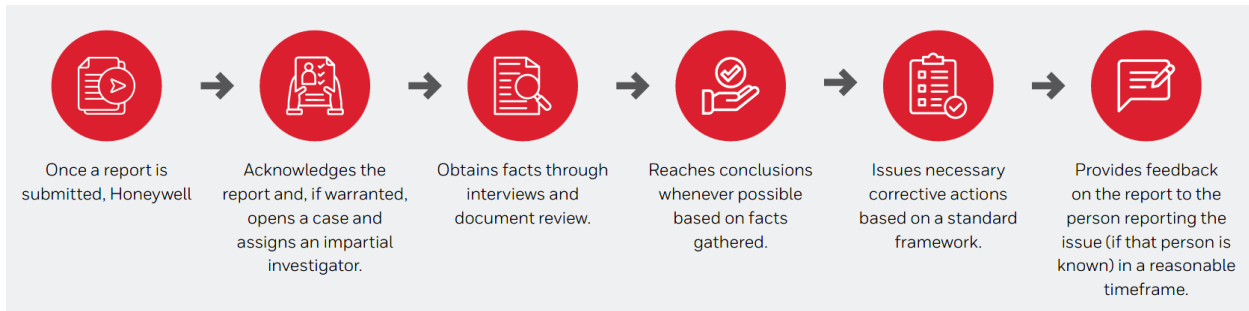 Once a report is
submitted, Honeywell
Acknowledges the
report and, if warranted,
opens a case and
assigns an impartial
investigator.
Obtains facts through
interviews and
document review.
Reaches conclusions
whenever possible
based on facts
gathered.
Issues necessary
corrective actions
based on a standard
framework.
Provides feedback
on the report to the
person reporting the
issue (if that person is
known) in a reasonable
timeframe.